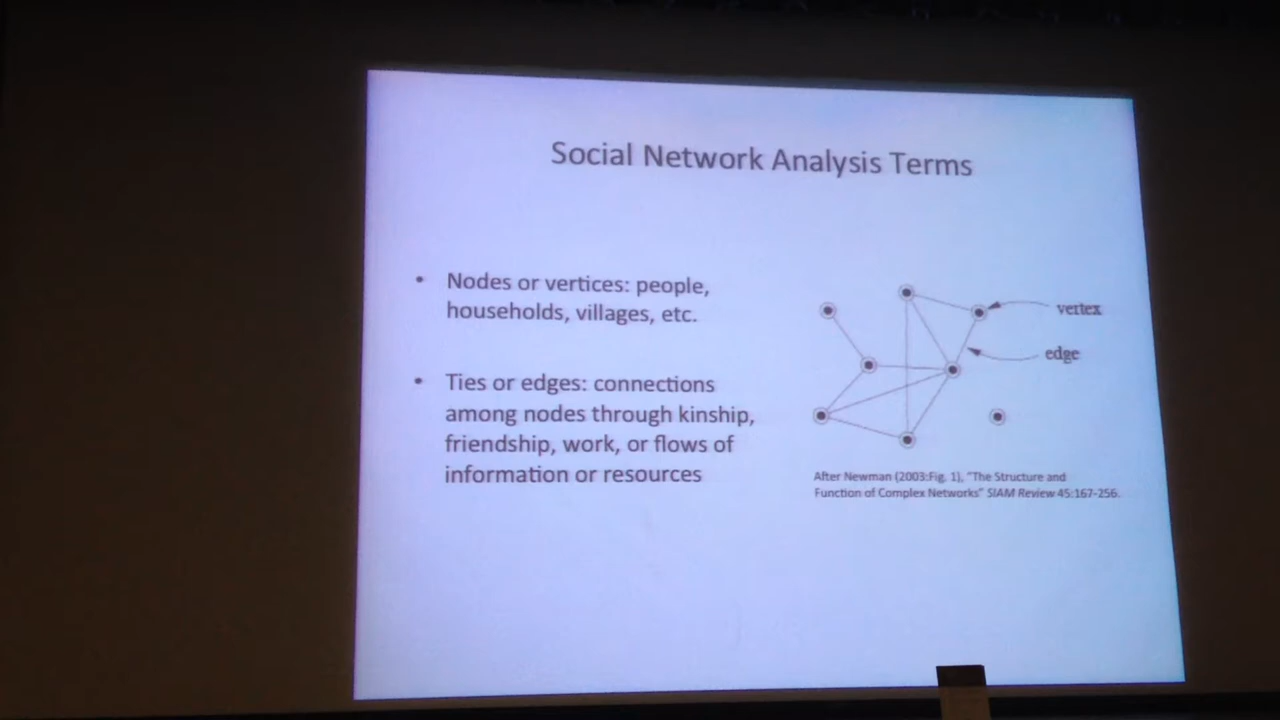 Social Network Analysis Terms
• Nodes or vertices: people,
households, villages, etc.
• Ties or edges: connections
among nodes through kinship,
friendship, work, or flows of
information or resources
vertex
edge
After Newman (2003:Fig. 1), "The Structure and
Function of Complex Networks" SIAM Review 45:167-256.